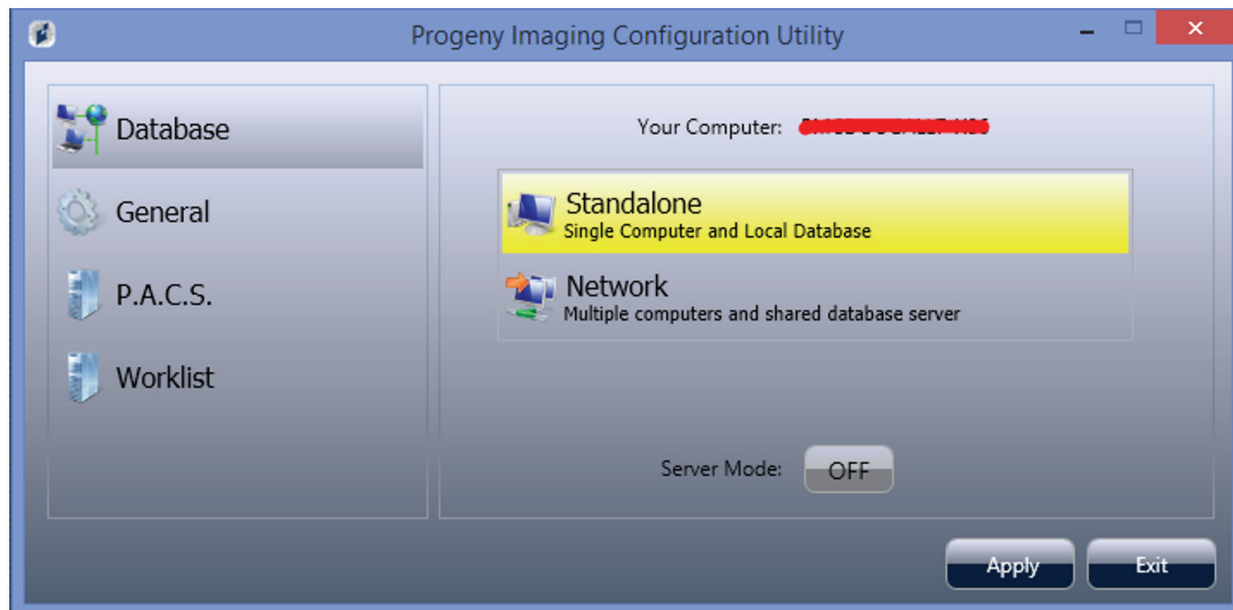 Progeny Imaging Configuration Utility
Database
General
P.A.C.S.
Worklist
Your Computer:
Standalone
Single Computer and Local Database
Network
Multiple computers and shared database server
Server Mode: OFF
Apply
Exit